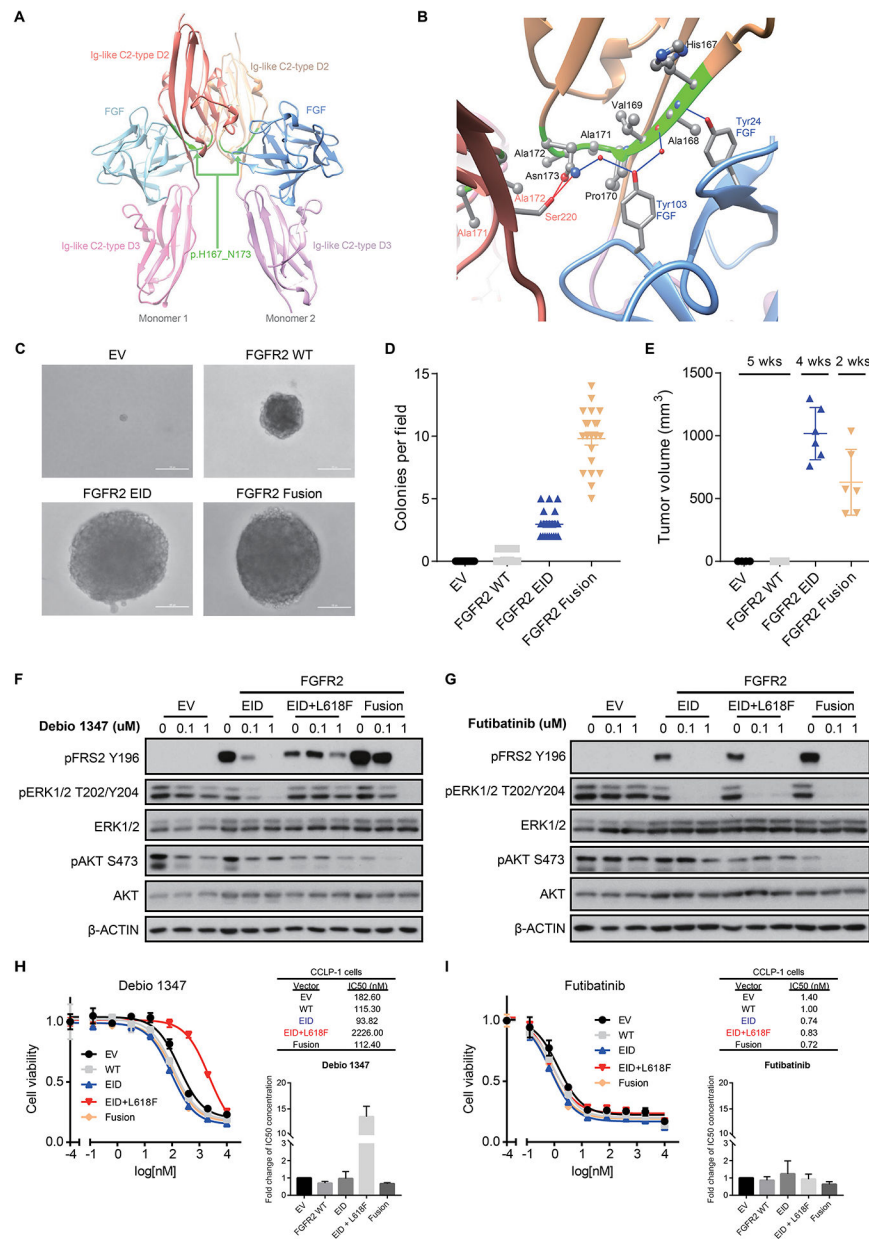 A
Ig-like C2-type D2
Ig-like C2-type D2
FGF
FGF
Ig-like C2-type D3
Ig-like C2-type D3
p.H167_N173
Monomer 1
Monomer 2
B
His167
Val169
Tyr24
FGF
Ala171
Ala168
Ala172
Asn173
Pro170
Ala172
Tyr103
FGF
Ser220
Ala171
C
EV
FGFR2 WT
FGFR2 EID
FGFR2 Fusion
D
Colonies per field
15
10
5
0
EV
FGFR2 WT
FGFR2 EID
FGFR2 Fusion
E
5 wks
4 wks
2 wks
Tumor volume (mm³)
1500
1000
500
0
EV
FGFR2 WT
FGFR2 EID
FGFR2 Fusion
F
FGFR2
EV
EID
EID+L618F
Fusion
Debio 1347 (uM)
0 0.1 1 0 0.1 1 0 0.1 1 0 0.1 1
pFRS2 Y196
pERK1/2 T202/Y204
ERK1/2
pAKT S473
AKT
β-ACTIN
G
FGFR2
EV
EID
EID+L618F
Fusion
Futibatinib (uM)
0 0.1 1 0 0.1 1 0 0.1 1 0 0.1 1
pFRS2 Y196
pERK1/2 T202/Y204
ERK1/2
pAKT S473
AKT
β-ACTIN
H
Debio 1347
Cell viability
1.0
0.5
0.0
-4 -1 0 1 2 3 4
log[nM]
EV
WT
EID
EID+L618F
Fusion
CCLP-1 cells
Vector IC50 (nM)
EV 182.60
WT 115.30
EID 93.82
EID+L618F 2226.00
Fusion 112.40
Debio 1347
Fold change of IC50 concentration
20
15
10
4
3
2
1
0
EV
FGFR2 WT
EID
EID + L618F
Fusion
I
Futibatinib
Cell viability
1.0
0.5
0.0
-4 -1 0 1 2 3 4
log[nM]
EV
WT
EID
EID+L618F
Fusion
CCLP-1 cells
Vector IC50 (nM)
EV 1.40
WT 1.00
EID 0.74
EID+L618F 0.83
Fusion 0.72
Futibatinib
Fold change of IC50 concentration
20
15
10
4
3
2
1
0
EV
FGFR2 WT
EID
EID + L618F
Fusion